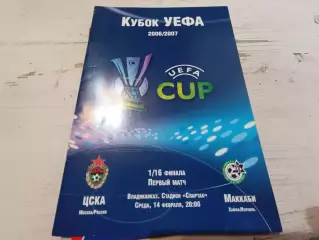 Кубок УЕФА
2006/2007
UEFA
CUP
1/16 финала
Первый матч
Владикавказ. Стадион «Спартак»
Среда, 14 февраля, 20:00
ЦСКА
Москва/Россия
Маккаби
Хайфа/Израиль